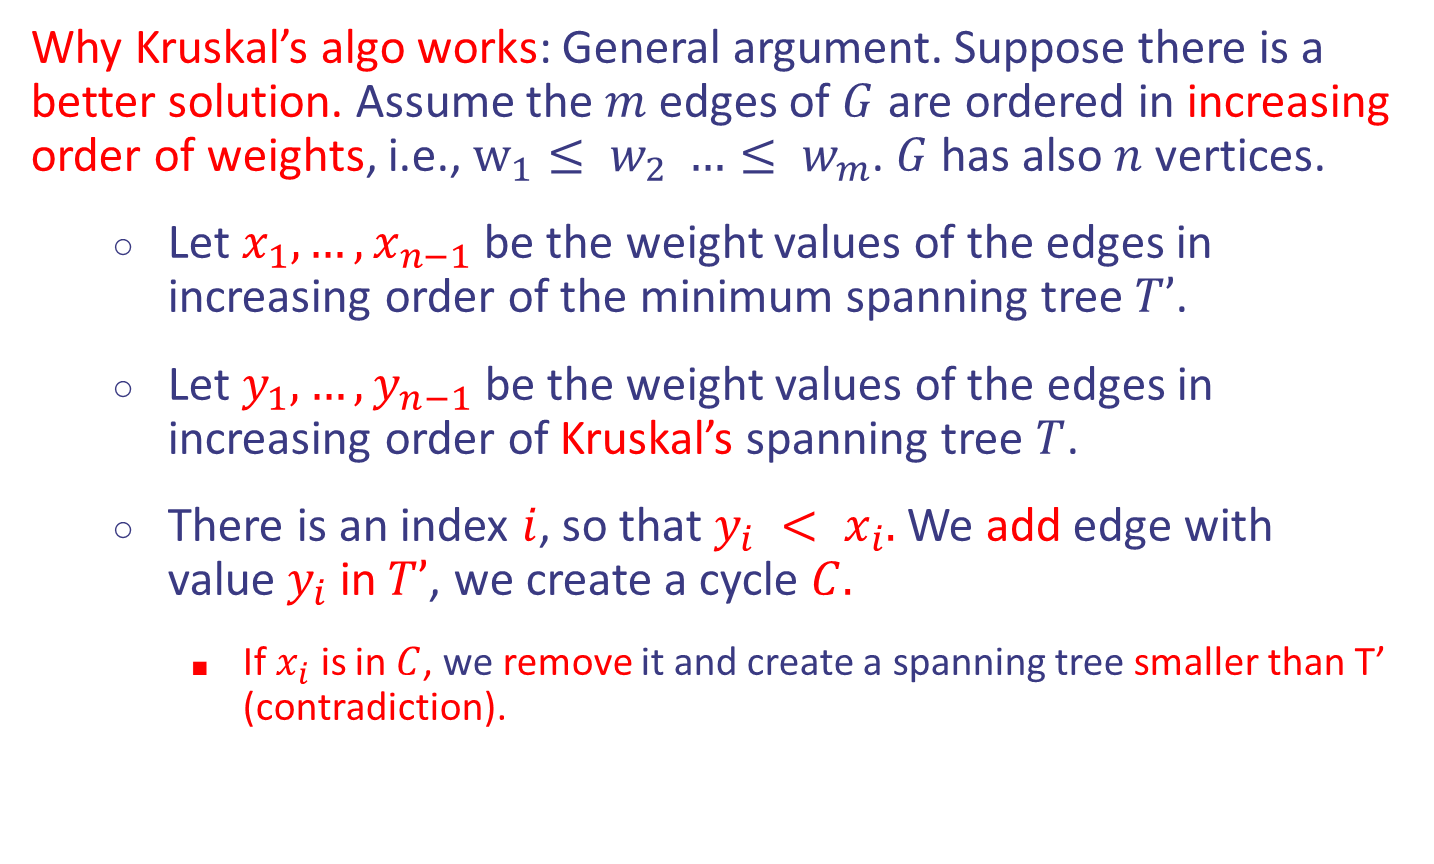 Why Kruskal’s algo works: General argument. Suppose there is a
better solution. Assume the 𝑚 edges of 𝐺 are ordered in increasing
order of weights, i.e., w₁ ≤ 𝑤₂ … ≤ 𝑤ₘ. 𝐺 has also 𝑛 vertices.
○ Let 𝑥₁, … , 𝑥ₙ₋₁ be the weight values of the edges in
increasing order of the minimum spanning tree 𝑇’.
○ Let 𝑦₁, … , 𝑦ₙ₋₁ be the weight values of the edges in
increasing order of Kruskal’s spanning tree 𝑇.
○ There is an index 𝑖, so that 𝑦ᵢ < 𝑥ᵢ. We add edge with
value 𝑦ᵢ in 𝑇’, we create a cycle 𝐶.
■ If 𝑥ᵢ is in 𝐶, we remove it and create a spanning tree smaller than T’
(contradiction).